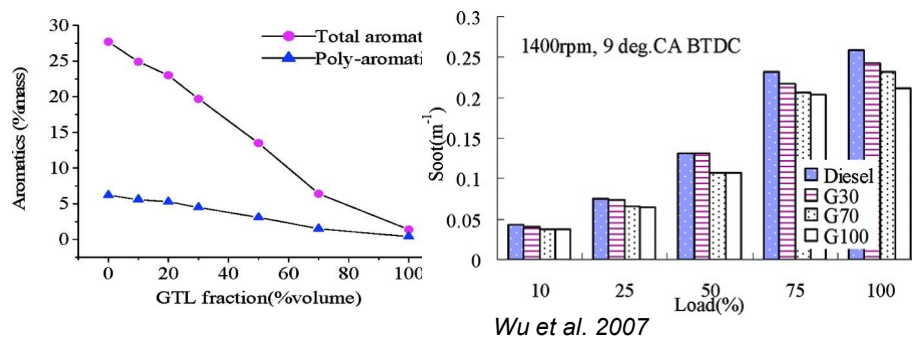 30
25
20
15
10
5
0
Aromatics (%mass)
Total aromat
Poly-aromati
0 20 40 60 80 100
GTL fraction(%volume)
0.3
0.25
0.2
0.15
0.1
0.05
0
Soot(m⁻¹)
1400rpm, 9 deg.CA BTDC
Diesel
G30
G70
G100
10 25 50 75 100
Load(%)
Wu et al. 2007